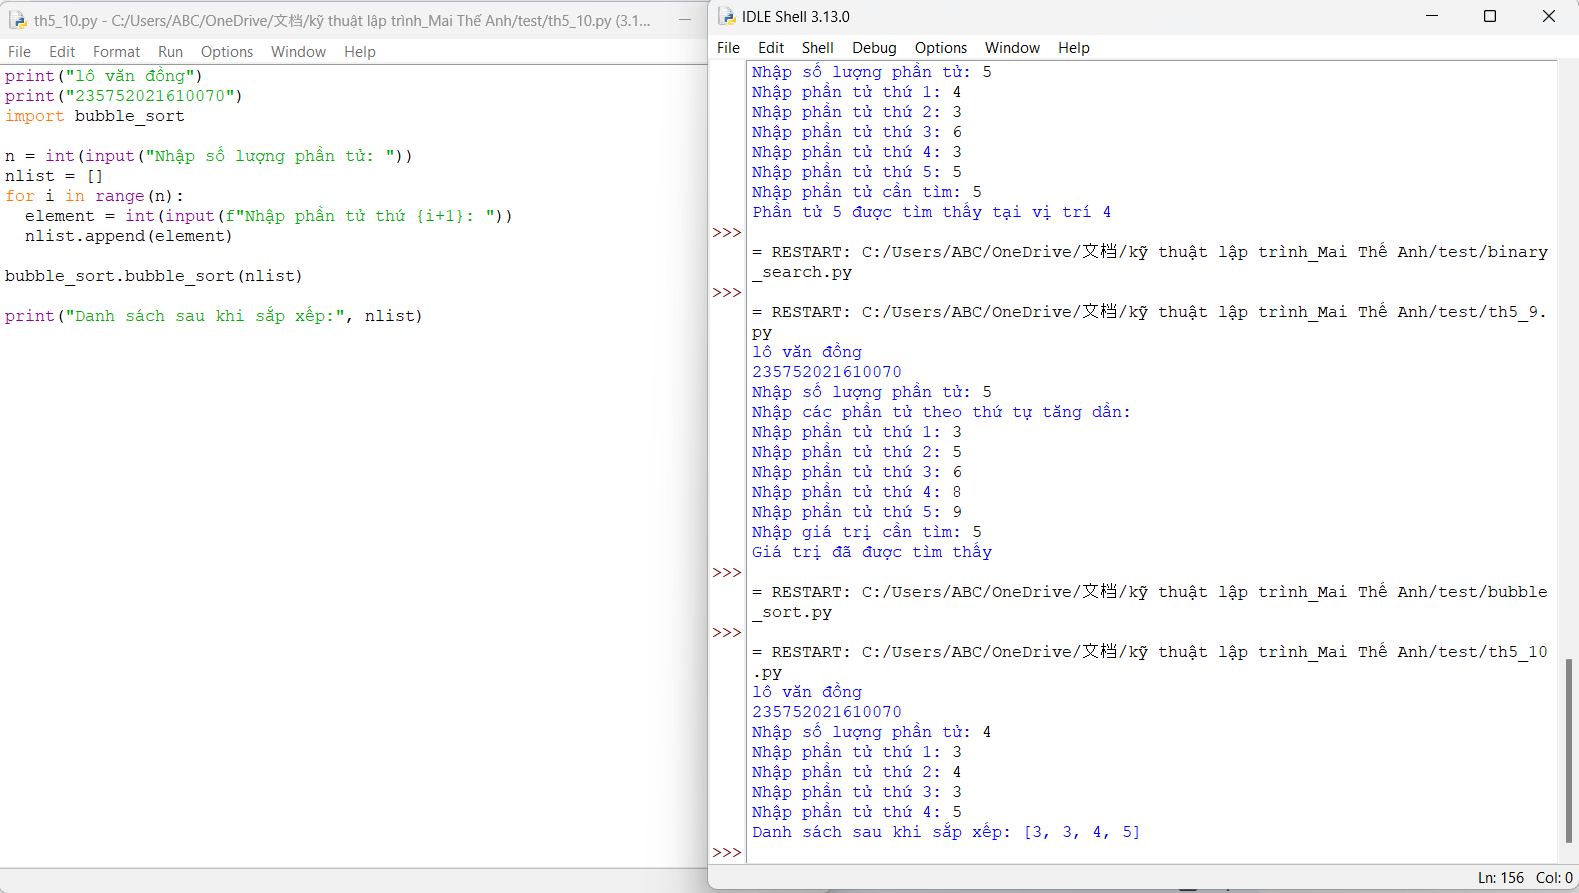 th5_10.py - C:/Users/ABC/OneDrive/文档/kỹ thuật lập trình_Mai Thế Anh/test/th5_10.py (3.1...
File Edit Format Run Options Window Help
print("lô văn đồng")
print("235752021610070")
import bubble_sort
n = int(input("Nhập số lượng phần tử: "))
nlist = []
for i in range(n):
  element = int(input(f"Nhập phần tử thứ {i+1}: "))
  nlist.append(element)
bubble_sort.bubble_sort(nlist)
print("Danh sách sau khi sắp xếp:", nlist)
IDLE Shell 3.13.0
File Edit Shell Debug Options Window Help
Nhập số lượng phần tử: 5
Nhập phần tử thứ 1: 4
Nhập phần tử thứ 2: 3
Nhập phần tử thứ 3: 6
Nhập phần tử thứ 4: 3
Nhập phần tử thứ 5: 5
Nhập phần tử cần tìm: 5
Phần tử 5 được tìm thấy tại vị trí 4
>>>
= RESTART: C:/Users/ABC/OneDrive/文档/kỹ thuật lập trình_Mai Thế Anh/test/binary
_search.py
>>>
= RESTART: C:/Users/ABC/OneDrive/文档/kỹ thuật lập trình_Mai Thế Anh/test/th5_9.
py
lô văn đồng
235752021610070
Nhập số lượng phần tử: 5
Nhập các phần tử theo thứ tự tăng dần:
Nhập phần tử thứ 1: 3
Nhập phần tử thứ 2: 5
Nhập phần tử thứ 3: 6
Nhập phần tử thứ 4: 8
Nhập phần tử thứ 5: 9
Nhập giá trị cần tìm: 5
Giá trị đã được tìm thấy
>>>
= RESTART: C:/Users/ABC/OneDrive/文档/kỹ thuật lập trình_Mai Thế Anh/test/bubble
_sort.py
>>>
= RESTART: C:/Users/ABC/OneDrive/文档/kỹ thuật lập trình_Mai Thế Anh/test/th5_10
.py
lô văn đồng
235752021610070
Nhập số lượng phần tử: 4
Nhập phần tử thứ 1: 3
Nhập phần tử thứ 2: 4
Nhập phần tử thứ 3: 3
Nhập phần tử thứ 4: 5
Danh sách sau khi sắp xếp: [3, 3, 4, 5]
>>>
Ln: 156 Col: 0